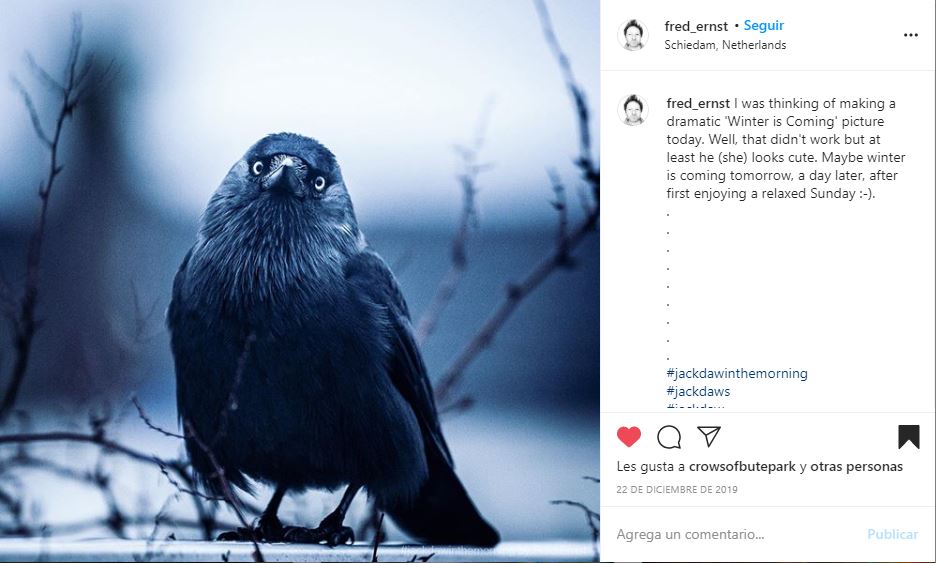 fred_ernst • Seguir
Schiedam, Netherlands
fred_ernst I was thinking of making a
dramatic 'Winter is Coming' picture
today. Well, that didn't work but at
least he (she) looks cute. Maybe winter
is coming tomorrow, a day later, after
first enjoying a relaxed Sunday :-).
.
.
.
.
.
.
.
.
.
#jackdawinthemorning
#jackdaws
#jackdaw
Les gusta a crowsofbutepark y otras personas
22 DE DICIEMBRE DE 2019
Agrega un comentario...
Publicar